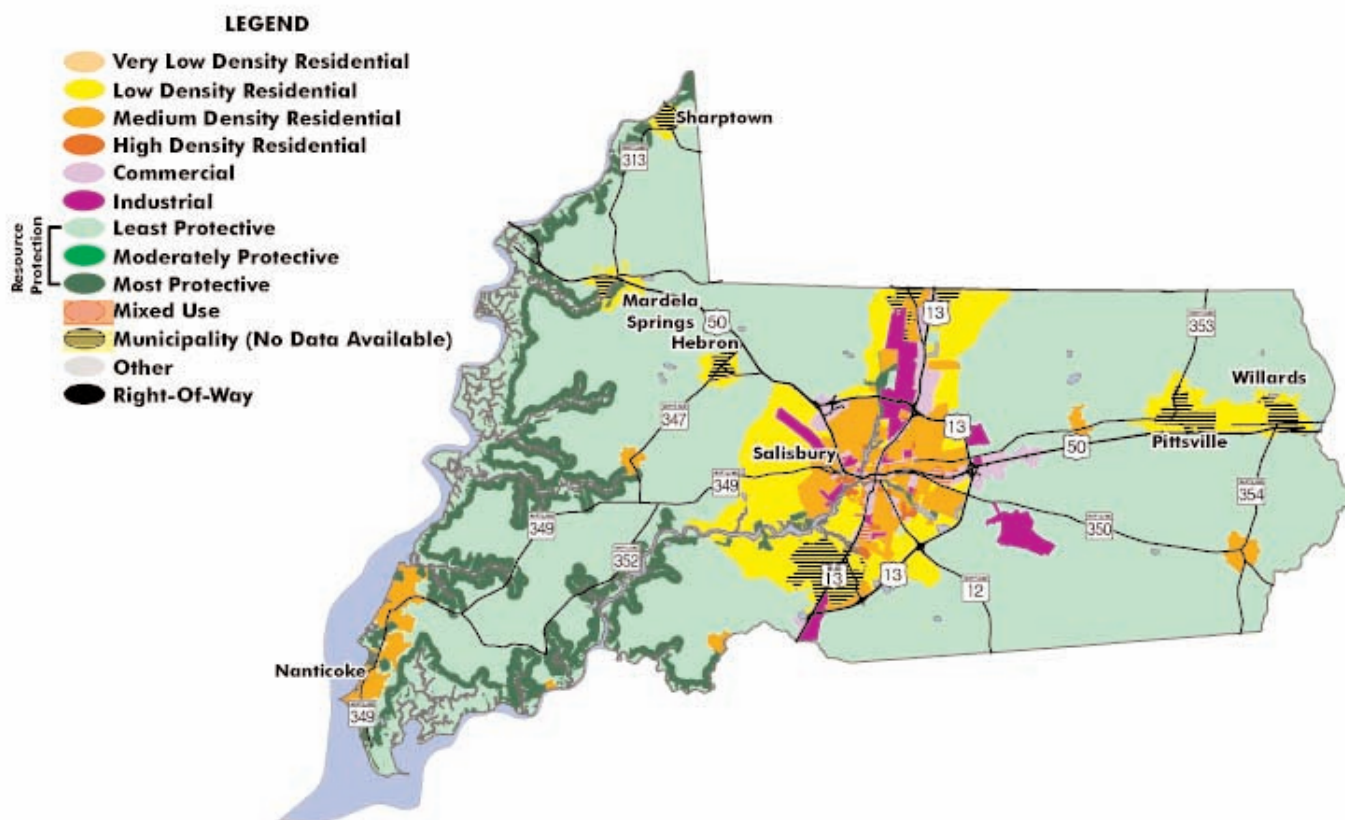 LEGEND
Very Low Density Residential
Low Density Residential
Medium Density Residential
High Density Residential
Commercial
Industrial
Resource
Protection
Least Protective
Moderately Protective
Most Protective
Mixed Use
Municipality (No Data Available)
Other
Right-Of-Way
Sharptown
313
Mardela
Springs
50
Hebron
13
353
Willards
347
13
50
Pittsville
Salisbury
349
354
349
350
352
13
13
12
Nanticoke
349